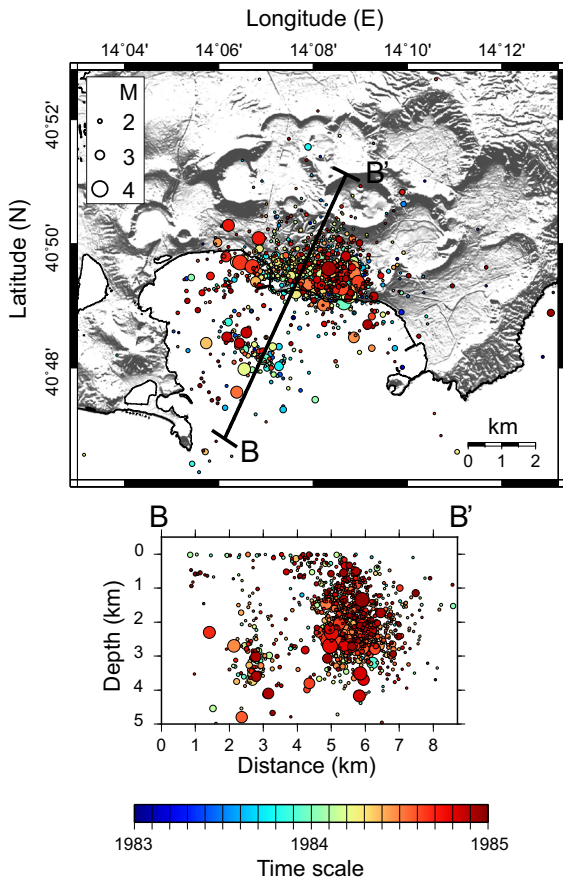 Longitude (E)
14˚04' 14˚06' 14˚08' 14˚10' 14˚12'
M
2
3
4
Latitude (N)
40˚52'
40˚50'
40˚48'
B'
B
km
0 1 2
B B'
Depth (km)
0
1
2
3
4
5
0 1 2 3 4 5 6 7 8
Distance (km)
1983 1984 1985
Time scale